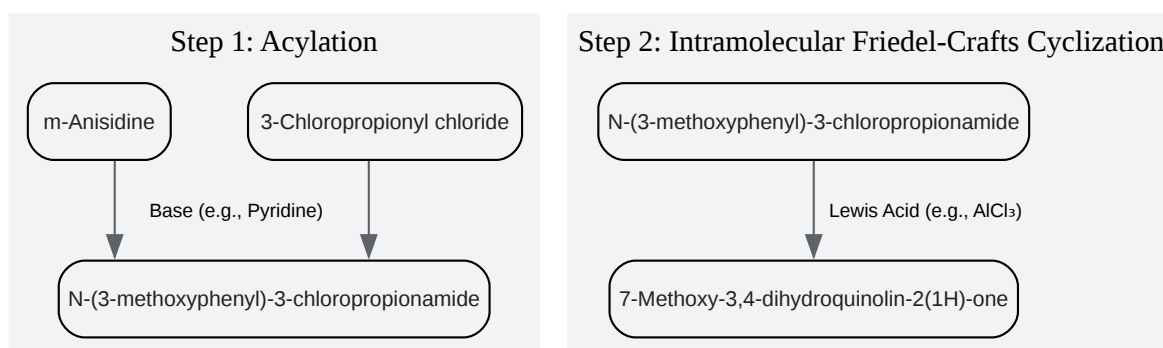 Step 1: Acylation
m-Anisidine
3-Chloropropionyl chloride
Base (e.g., Pyridine)
N-(3-methoxyphenyl)-3-chloropropionamide
Step 2: Intramolecular Friedel-Crafts Cyclization
N-(3-methoxyphenyl)-3-chloropropionamide
Lewis Acid (e.g., AlCl₃)
7-Methoxy-3,4-dihydroquinolin-2(1H)-one